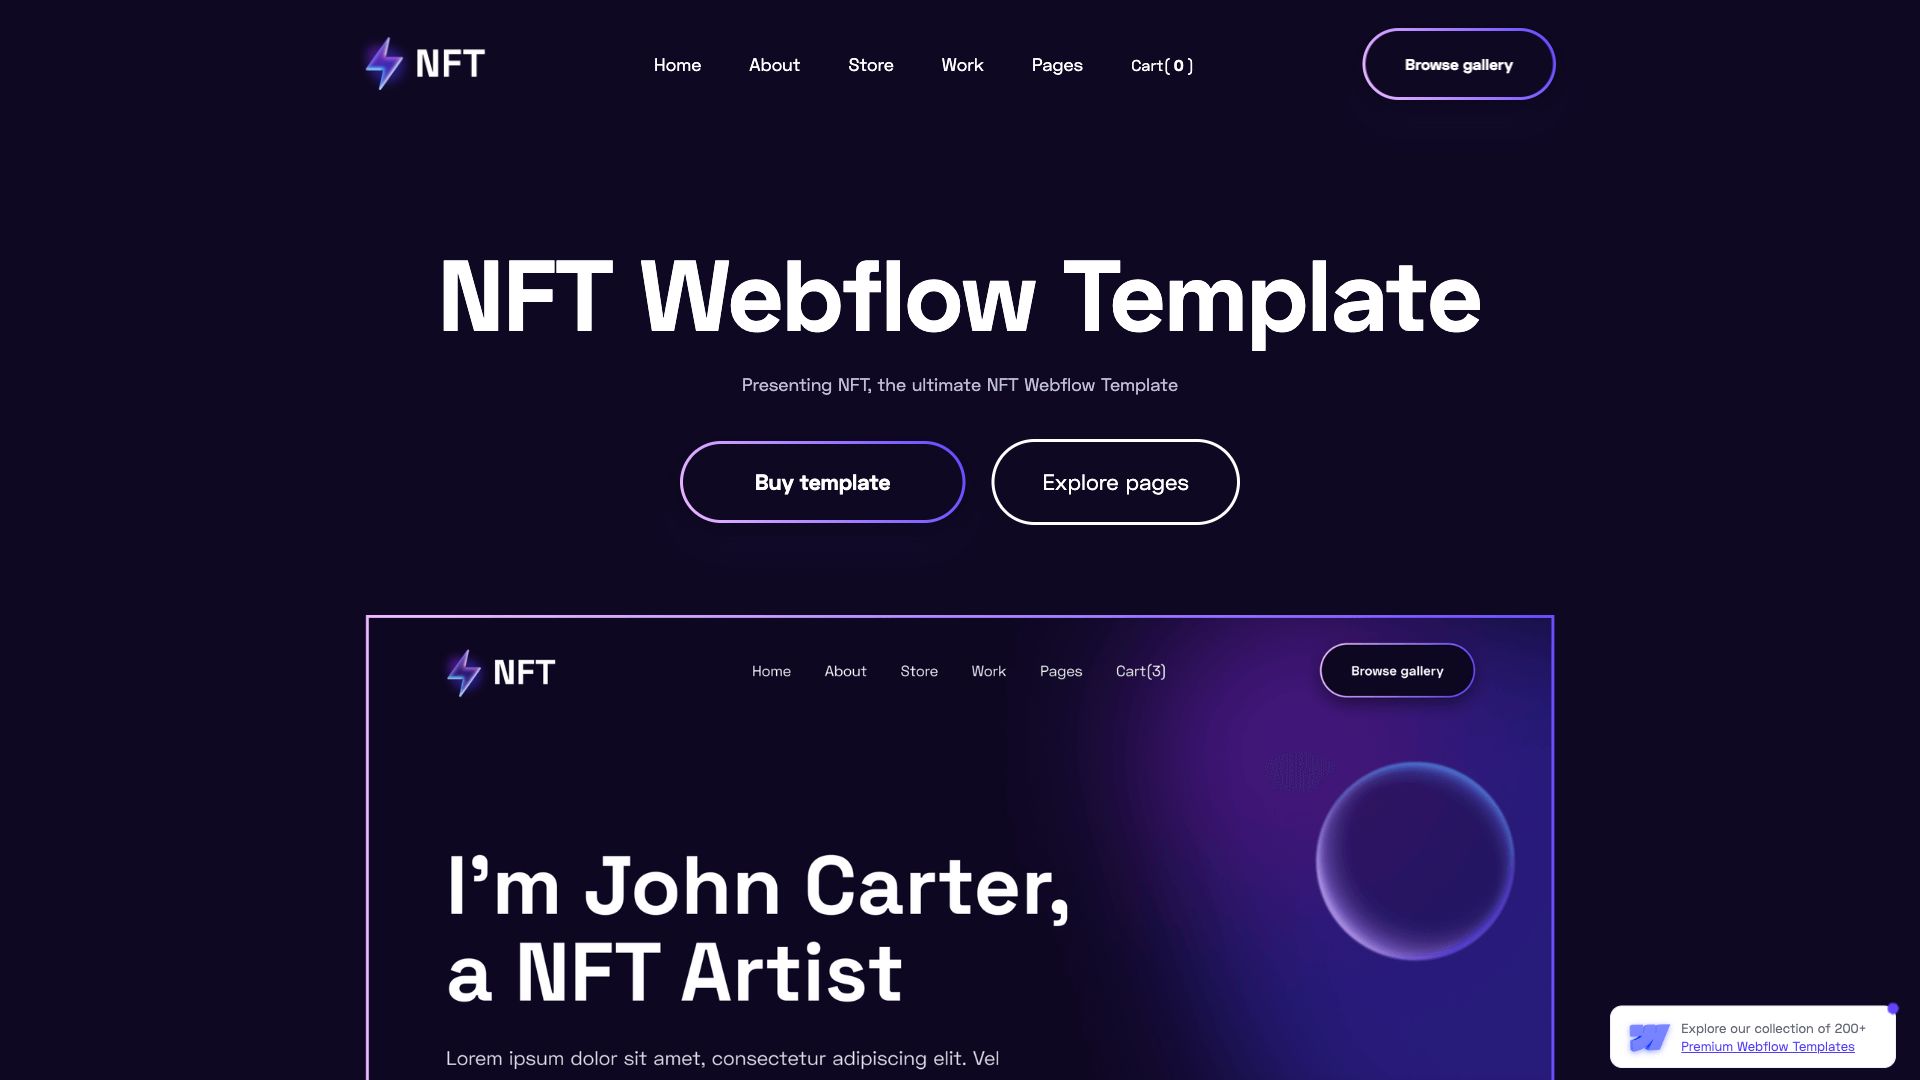 NFT
Home About Store Work Pages Cart( 0 )
Browse gallery
NFT Webflow Template
Presenting NFT, the ultimate NFT Webflow Template
Buy template
Explore pages
NFT
Home About Store Work Pages Cart(3)
Browse gallery
I'm John Carter,
a NFT Artist
Lorem ipsum dolor sit amet, consectetur adipiscing elit. Vel
Explore our collection of 200+
Premium Webflow Templates